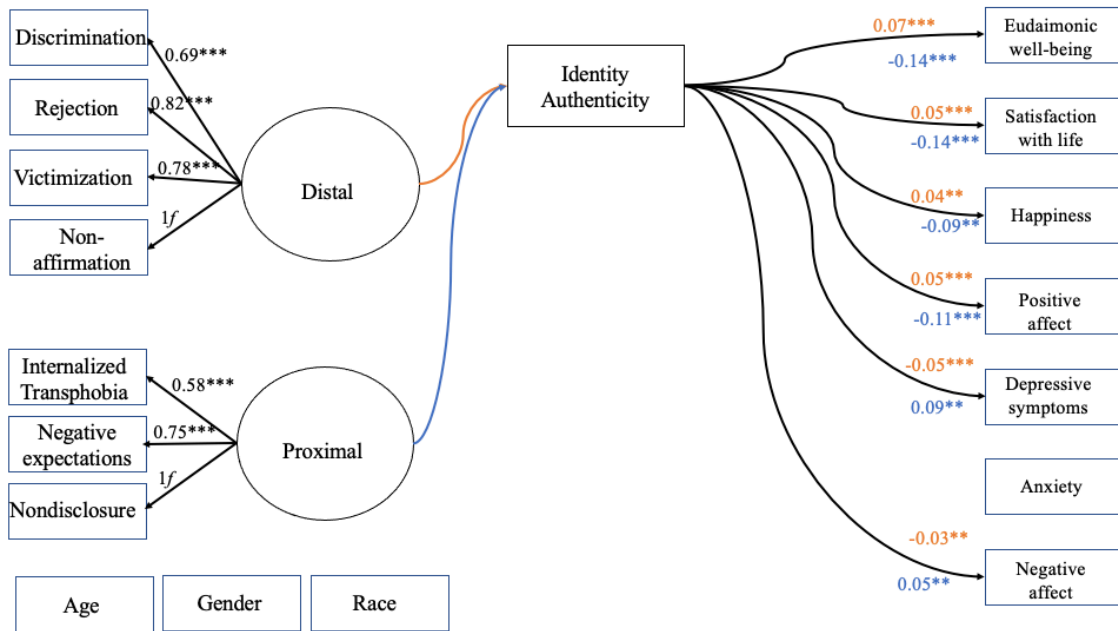 Discrimination
0.69***
Rejection
0.82***
Victimization
0.78***
Non-
affirmation
1f
Distal
Internalized
Transphobia
0.58***
Negative
expectations
0.75***
Nondisclosure
1f
Proximal
Age
Gender
Race
Identity
Authenticity
0.07***
-0.14***
Eudaimonic
well-being
0.05***
-0.14***
Satisfaction
with life
0.04**
-0.09**
Happiness
0.05***
-0.11***
Positive
affect
-0.05***
0.09**
Depressive
symptoms
Anxiety
-0.03**
0.05**
Negative
affect